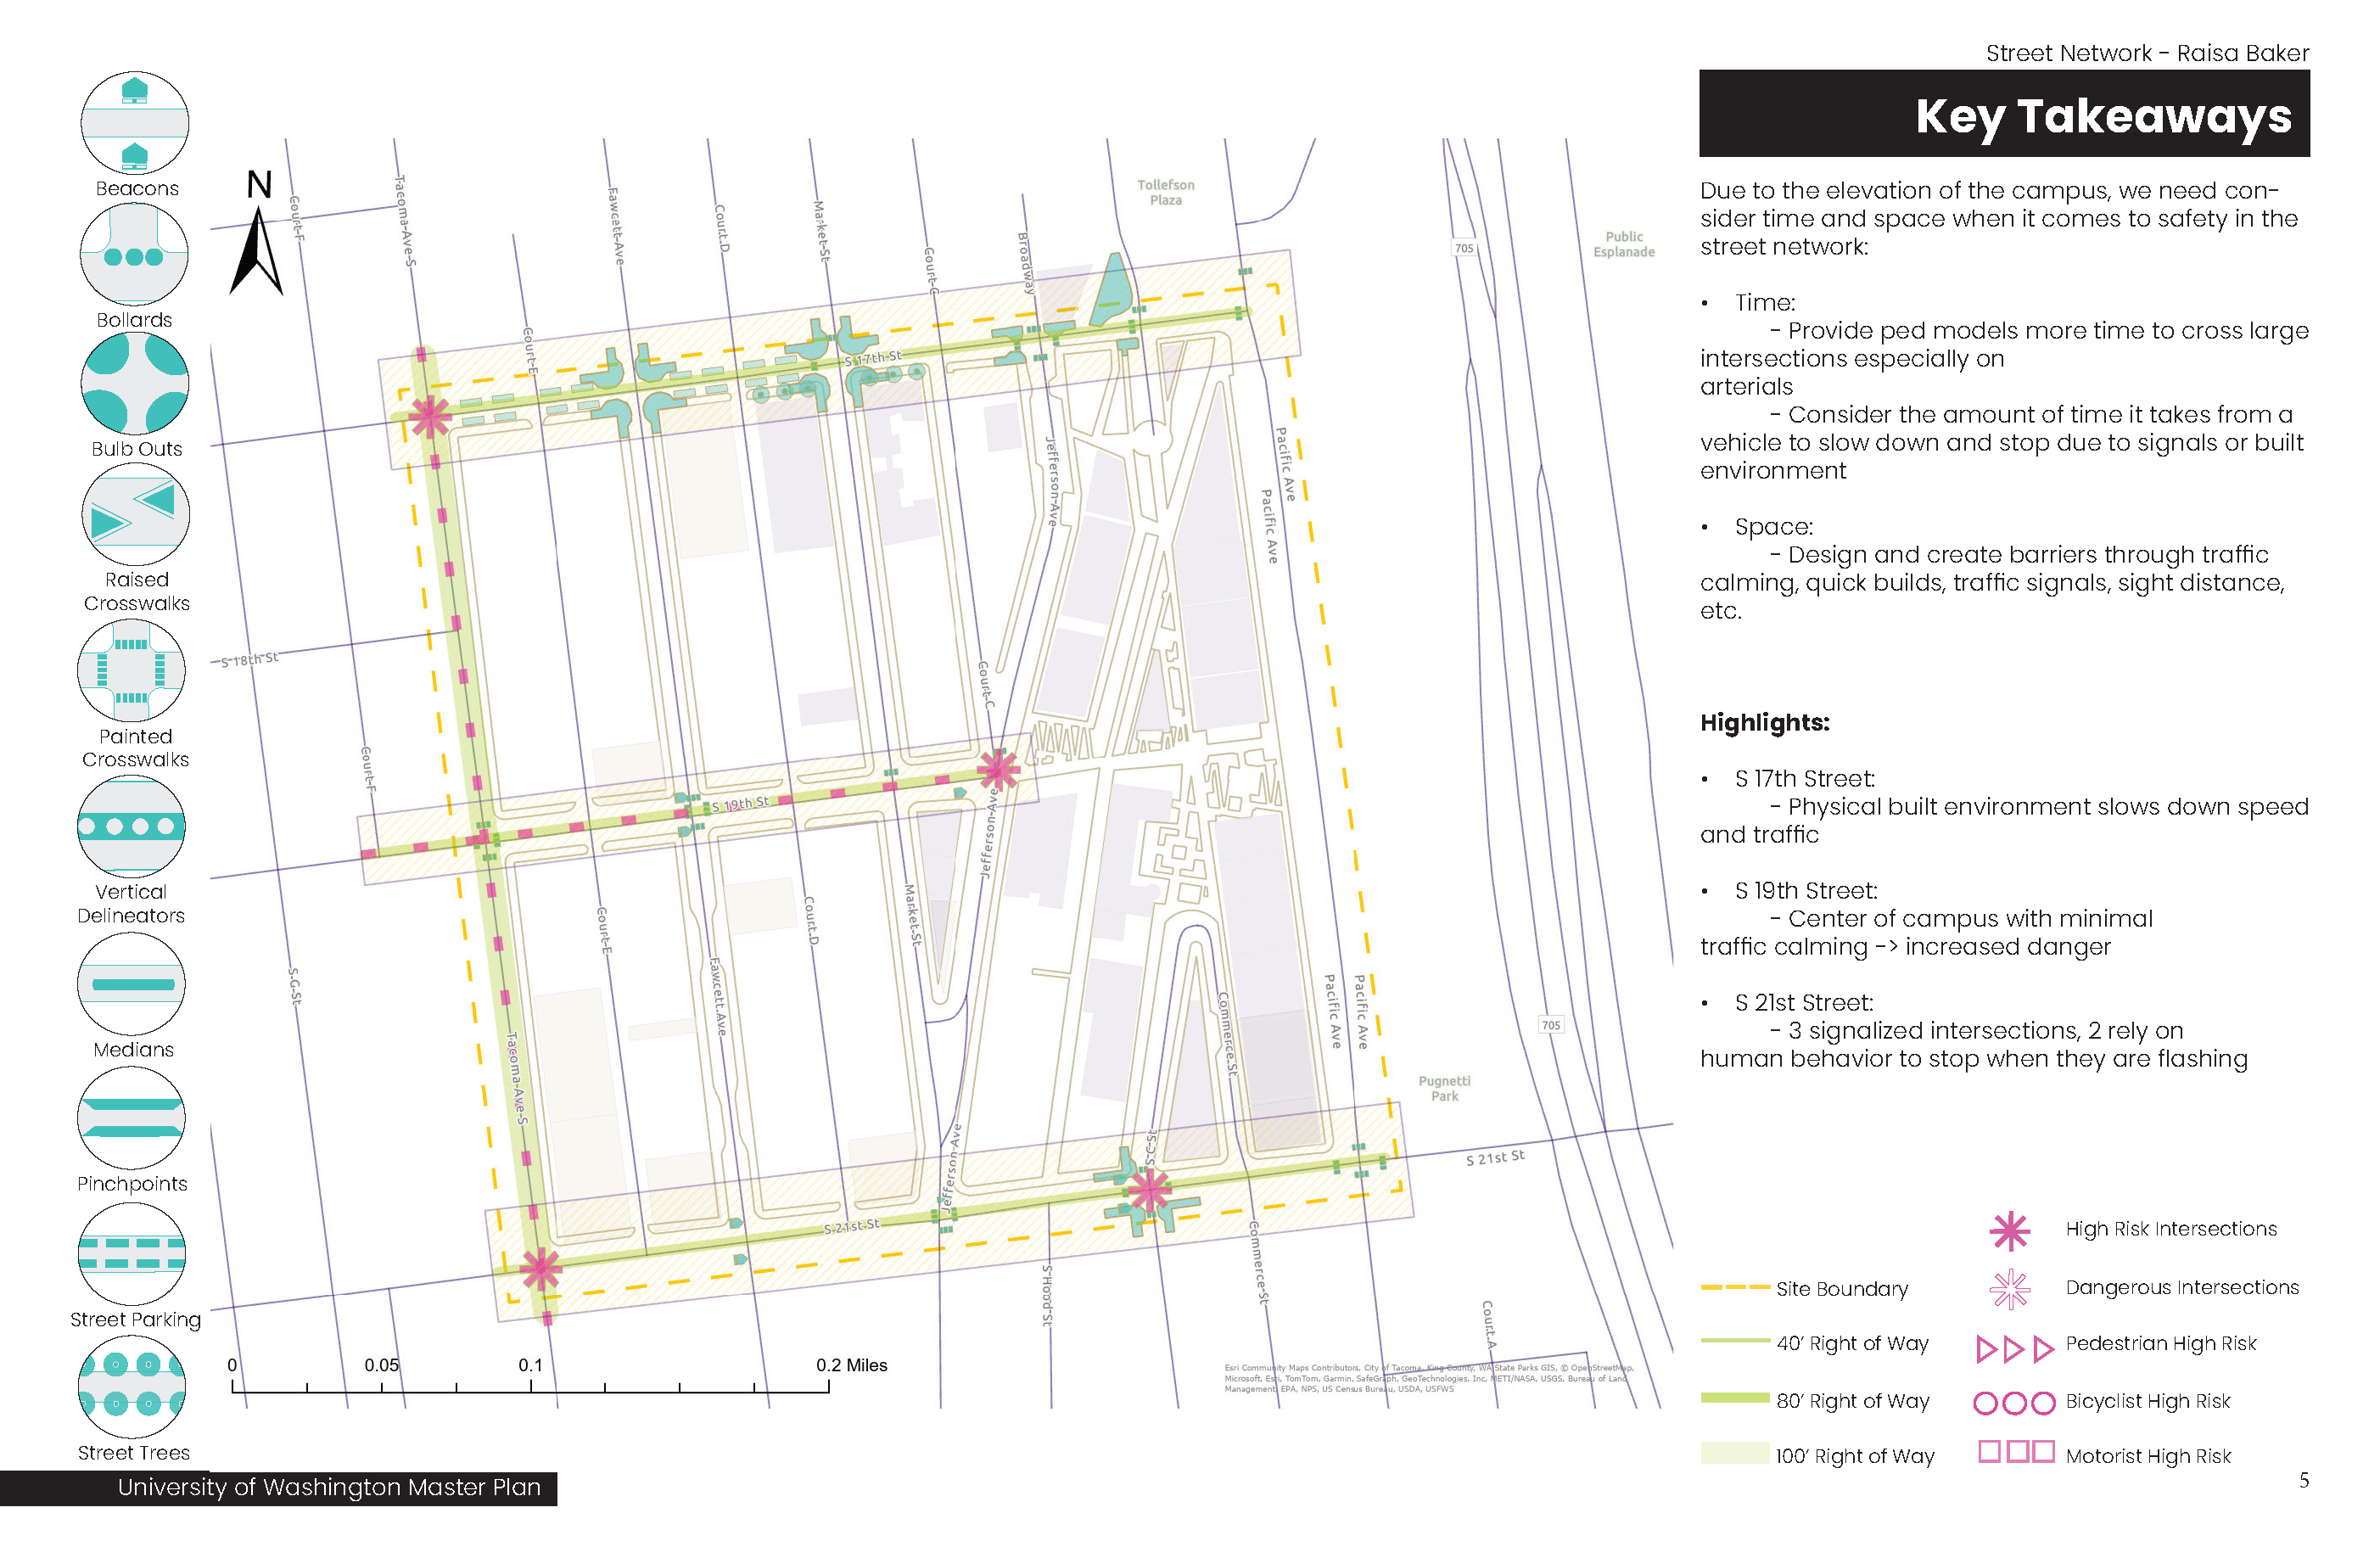 Street Network - Raisa Baker
Key Takeaways
Due to the elevation of the campus, we need con-
sider time and space when it comes to safety in the
street network:
• Time:
- Provide ped models more time to cross large
intersections especially on
arterials
- Consider the amount of time it takes from a
vehicle to slow down and stop due to signals or built
environment
• Space:
- Design and create barriers through traffic
calming, quick builds, traffic signals, sight distance,
etc.
Highlights:
• S 17th Street:
- Physical built environment slows down speed
and traffic
• S 19th Street:
- Center of campus with minimal
traffic calming -> increased danger
• S 21st Street:
- 3 signalized intersections, 2 rely on
human behavior to stop when they are flashing
High Risk Intersections
Site Boundary
Dangerous Intersections
40' Right of Way
Pedestrian High Risk
80' Right of Way
Bicyclist High Risk
100' Right of Way
Motorist High Risk
5
Beacons
Bollards
Bulb Outs
Raised
Crosswalks
Painted
Crosswalks
Vertical
Delineators
Medians
Pinchpoints
Street Parking
Street Trees
University of Washington Master Plan
N
Court F
Tacoma Ave S
Fawcett Ave
Court D
Market St
Court C
Broadway
Tollefson
Plaza
705
Public
Esplanade
Court E
S 17th St
Jefferson Ave
Pacific Ave
Pacific Ave
S 18th St
Court C
Court F
S 19th St
Jefferson Ave
Market St
Court D
Court E
Fawcett Ave
S G St
Tacoma Ave S
Commerce St
Pacific Ave
Pacific Ave
705
Pugnetti
Park
S C St
Jefferson Ave
S 21st St
S 21st St
S Hood St
Commerce St
Court A
0
0.05
0.1
0.2 Miles
Esri Community Maps Contributors, City of Tacoma, King County, WA State Parks GIS, © OpenStreetMap,
Microsoft, Esri, TomTom, Garmin, SafeGraph, GeoTechnologies, Inc, METI/NASA, USGS, Bureau of Land
Management, EPA, NPS, US Census Bureau, USDA, USFWS